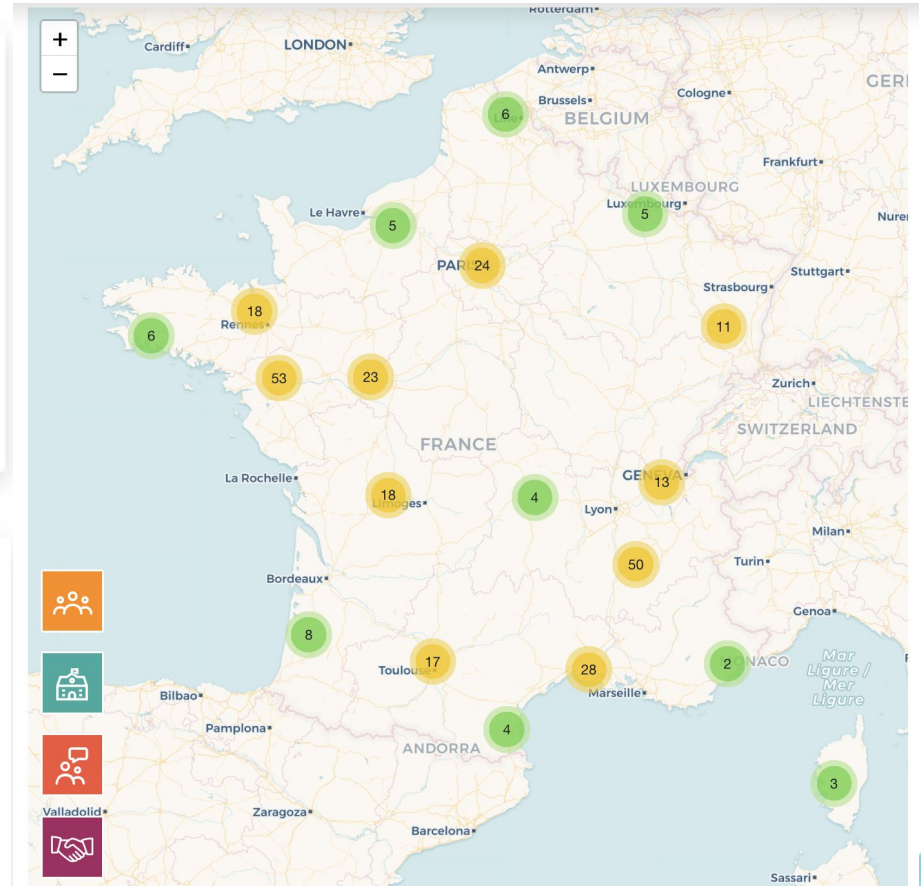 Rotterdam
+
Cardiff
LONDON
−
Antwerp
GER
Brussels
Cologne
6
BELGIUM
Frankfurt
LUXEMBOURG
Le Havre
Luxembourg
5
5
Nurer
PARIS
24
Stuttgart
Strasbourg
18
11
Rennes
6
53
23
Zurich
LIECHTENSTE
SWITZERLAND
FRANCE
La Rochelle
GENEVA
13
18
4
Limoges
Lyon
Milan
50
Turin
Bordeaux
Genoa
8
17
2
MONACO
Toulouse
28
Mar
Ligure /
Mer
Ligure
Marseille
Bilbao
Pamplona
4
ANDORRA
3
Valladolid
Zaragoza
Barcelona
Sassari